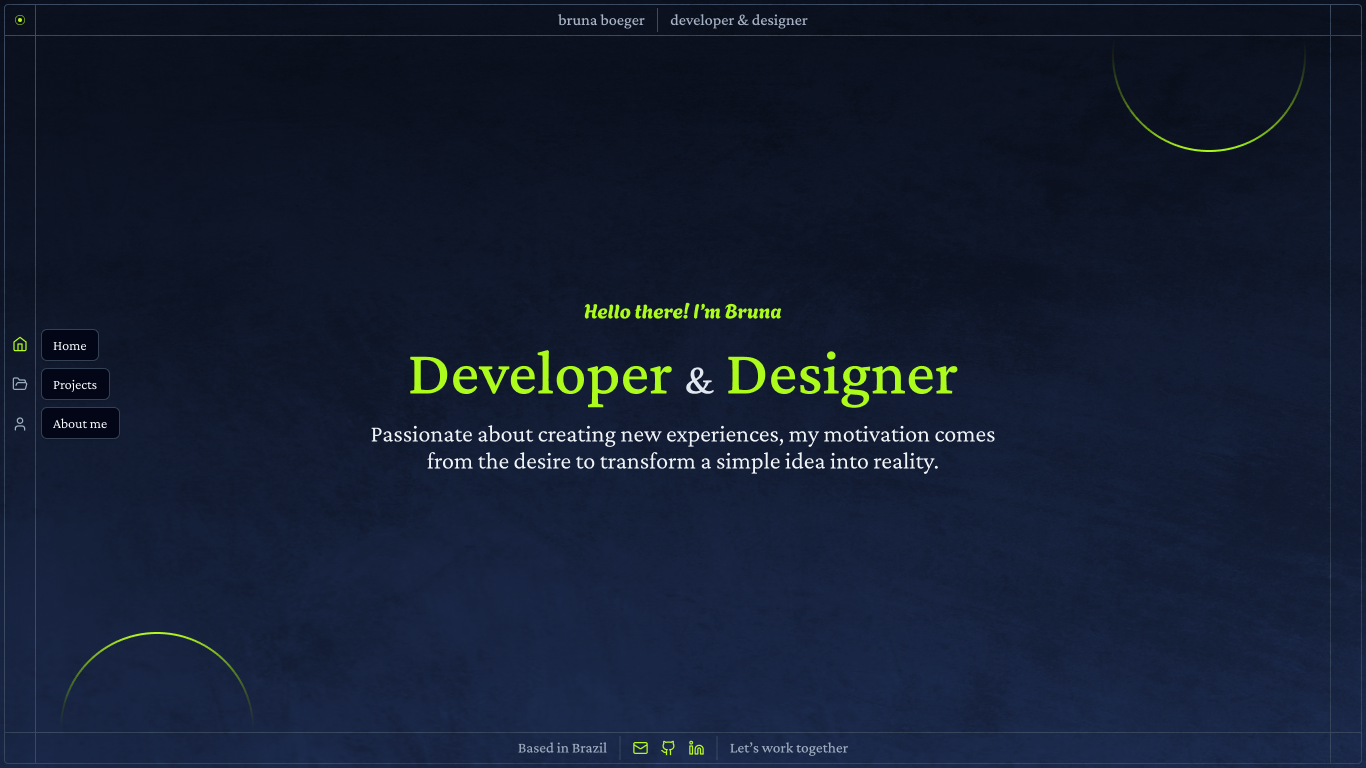 bruna boeger
developer & designer
Hello there! I’m Bruna
Developer & Designer
Passionate about creating new experiences, my motivation comes
from the desire to transform a simple idea into reality.
Home
Projects
About me
Based in Brazil
Let’s work together